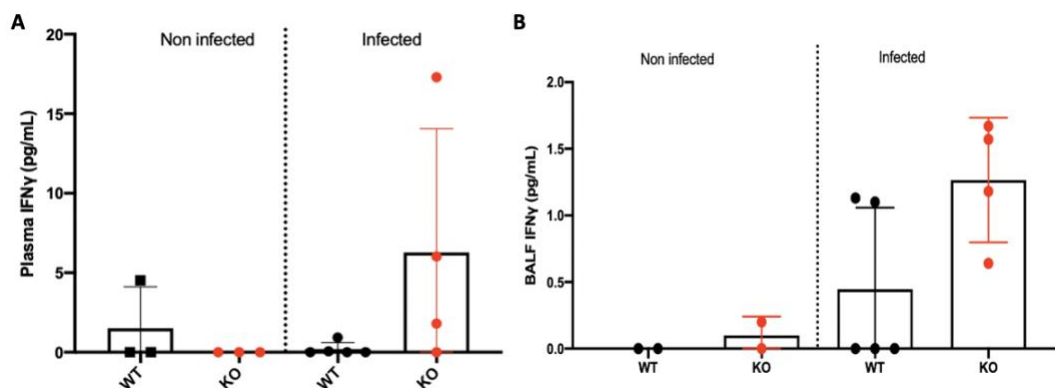 A
Non infected
Infected
Plasma IFNγ (pg/mL)
20
15
10
5
0
WT
KO
WT
KO
B
Non infected
Infected
BALF IFNγ (pg/mL)
2.0
1.5
1.0
0.5
0.0
WT
KO
WT
KO